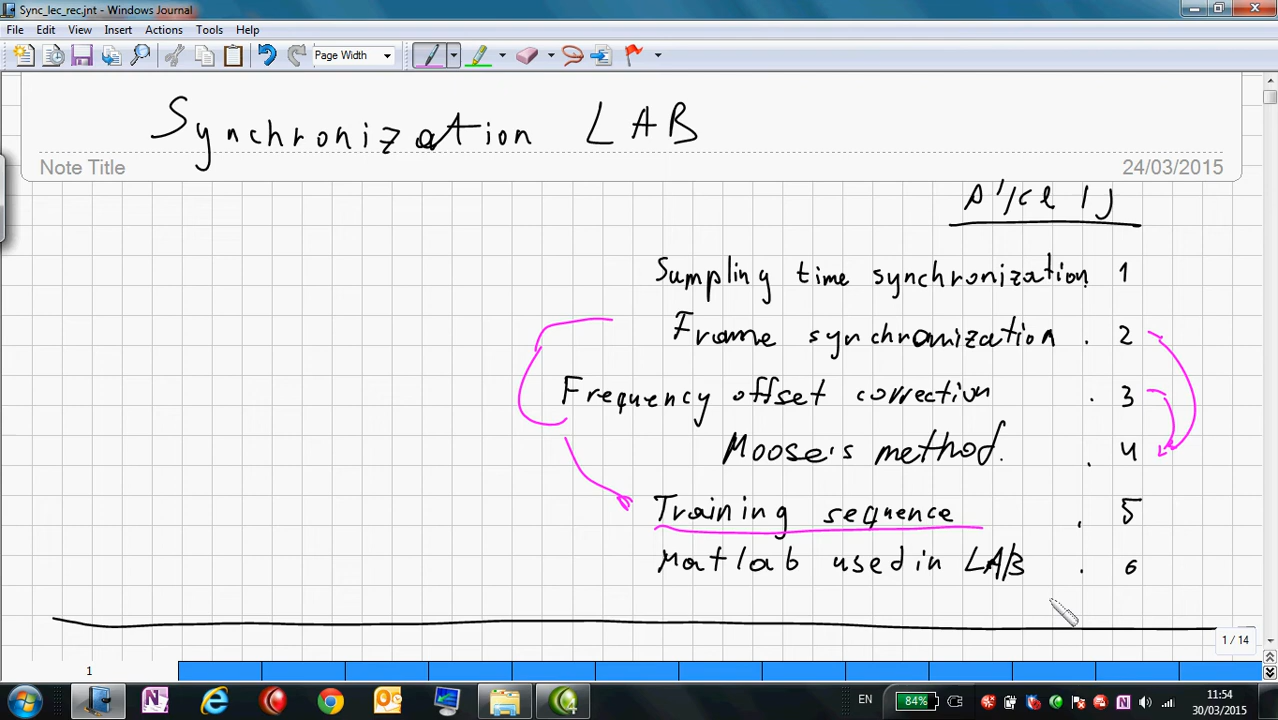 Sync_lec_rec.jnt - Windows Journal
File Edit View Insert Actions Tools Help
Page Width
Synchronization LAB
Note Title
24/03/2015
Sumpling time synchronization 1
Frame synchronization . 2
Frequency offset correction . 3
Moose's method . 4
Training sequence . 5
Matlab used in LAB . 6
1 / 14
1
EN
84%
11:54
30/03/2015